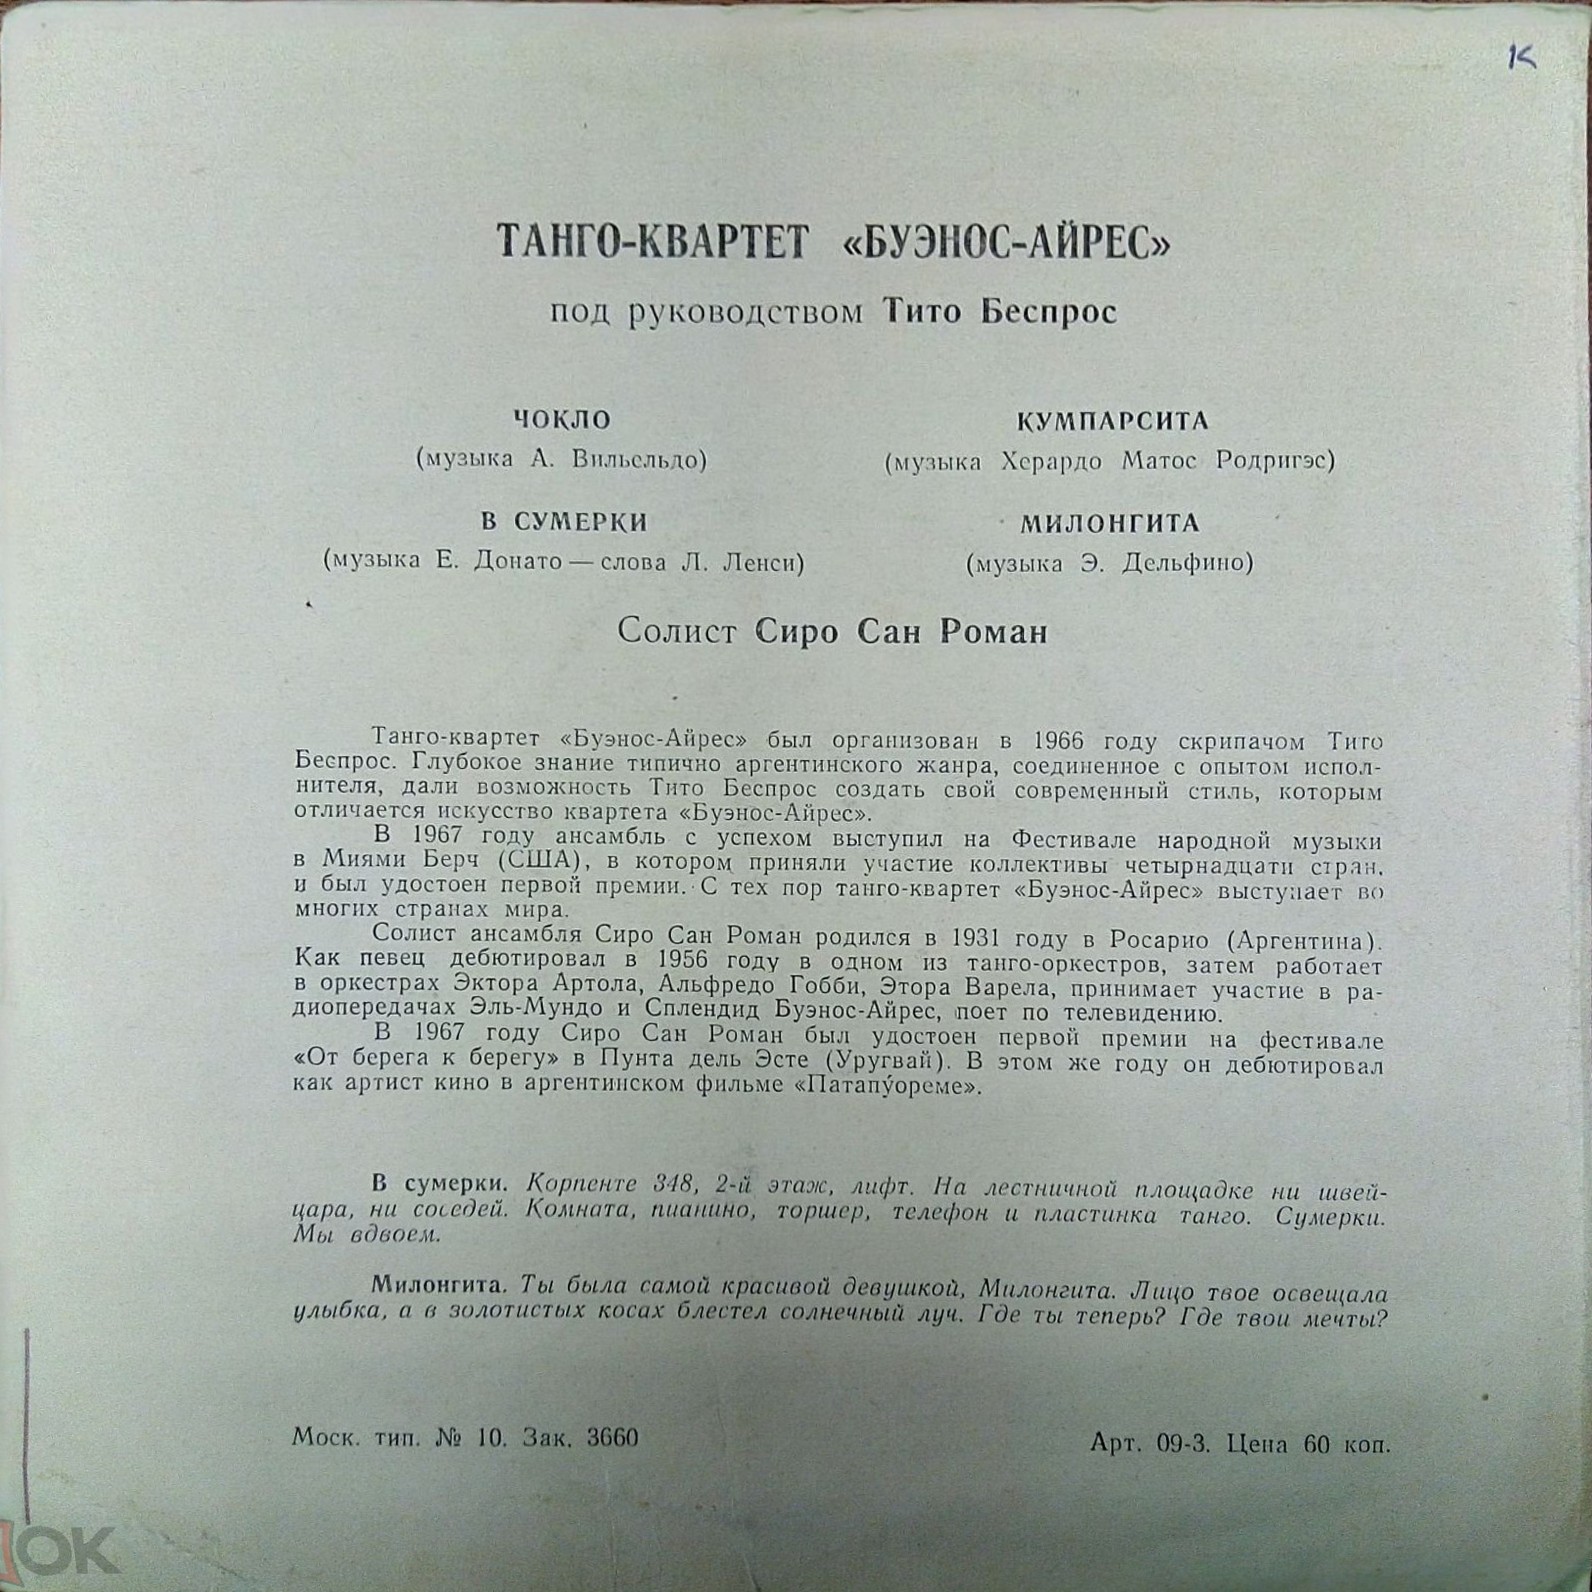 К
ТАНГО-КВАРТЕТ «БУЭНОС-АЙРЕС»
под руководством Тито Беспрос
ЧОКЛО
(музыка А. Вильельдо)
В СУМЕРКИ
(музыка Е. Донато — слова Л. Ленси)
КУМПАРСИТА
(музыка Херардо Матос Родригэс)
МИЛОНГИТА
(музыка Э. Дельфино)
Солист Сиро Сан Роман
Танго-квартет «Буэнос-Айрес» был организован в 1966 году скрипачом Тито
Беспрос. Глубокое знание типично аргентинского жанра, соединенное с опытом испол-
нителя, дали возможность Тито Беспрос создать свой современный стиль, которым
отличается искусство квартета «Буэнос-Айрес».
В 1967 году ансамбль с успехом выступил на Фестивале народной музыки
в Миями Берч (США), в котором приняли участие коллективы четырнадцати стран,
и был удостоен первой премии. С тех пор танго-квартет «Буэнос-Айрес» выступает во
многих странах мира.
Солист ансамбля Сиро Сан Роман родился в 1931 году в Росарио (Аргентина).
Как певец дебютировал в 1956 году в одном из танго-оркестров, затем работает
в оркестрах Эктора Артола, Альфредо Гобби, Этора Варела, принимает участие в ра-
диопередачах Эль-Мундо и Сплендид Буэнос-Айрес, поет по телевидению.
В 1967 году Сиро Сан Роман был удостоен первой премии на фестивале
«От берега к берегу» в Пунта дель Эсте (Уругвай). В этом же году он дебютировал
как артист кино в аргентинском фильме «Патапу́ореме».
В сумерки. Корпенте 348, 2-й этаж, лифт. На лестничной площадке ни швей-
цара, ни соседей. Комната, пианино, торшер, телефон и пластинка танго. Сумерки.
Мы вдвоем.
Милонгита. Ты была самой красивой девушкой, Милонгита. Лицо твое освещала
улыбка, а в золотистых косах блестел солнечный луч. Где ты теперь? Где твои мечты?
Моск. тип. № 10. Зак. 3660
Арт. 09-3. Цена 60 коп.
ОК